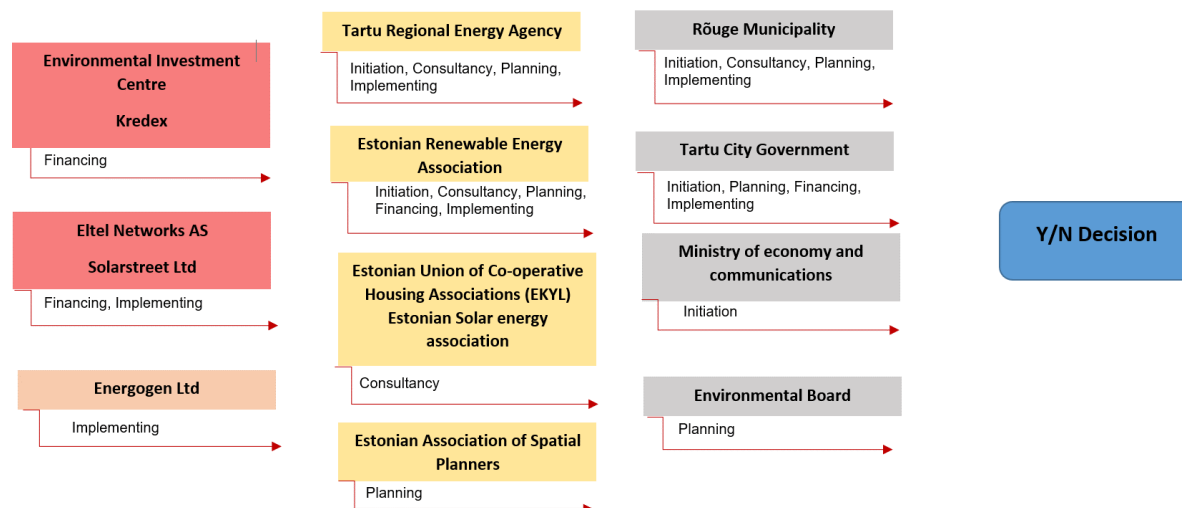 Environmental Investment
Centre
Kredex
Financing
Eltel Networks AS
Solarstreet Ltd
Financing, Implementing
Energogen Ltd
Implementing
Tartu Regional Energy Agency
Initiation, Consultancy, Planning,
Implementing
Estonian Renewable Energy
Association
Initiation, Consultancy, Planning,
Financing, Implementing
Estonian Union of Co-operative
Housing Associations (EKYL)
Estonian Solar energy
association
Consultancy
Estonian Association of Spatial
Planners
Planning
Rõuge Municipality
Initiation, Consultancy, Planning,
Implementing
Tartu City Government
Initiation, Planning, Financing,
Implementing
Ministry of economy and
communications
Initiation
Environmental Board
Planning
Y/N Decision